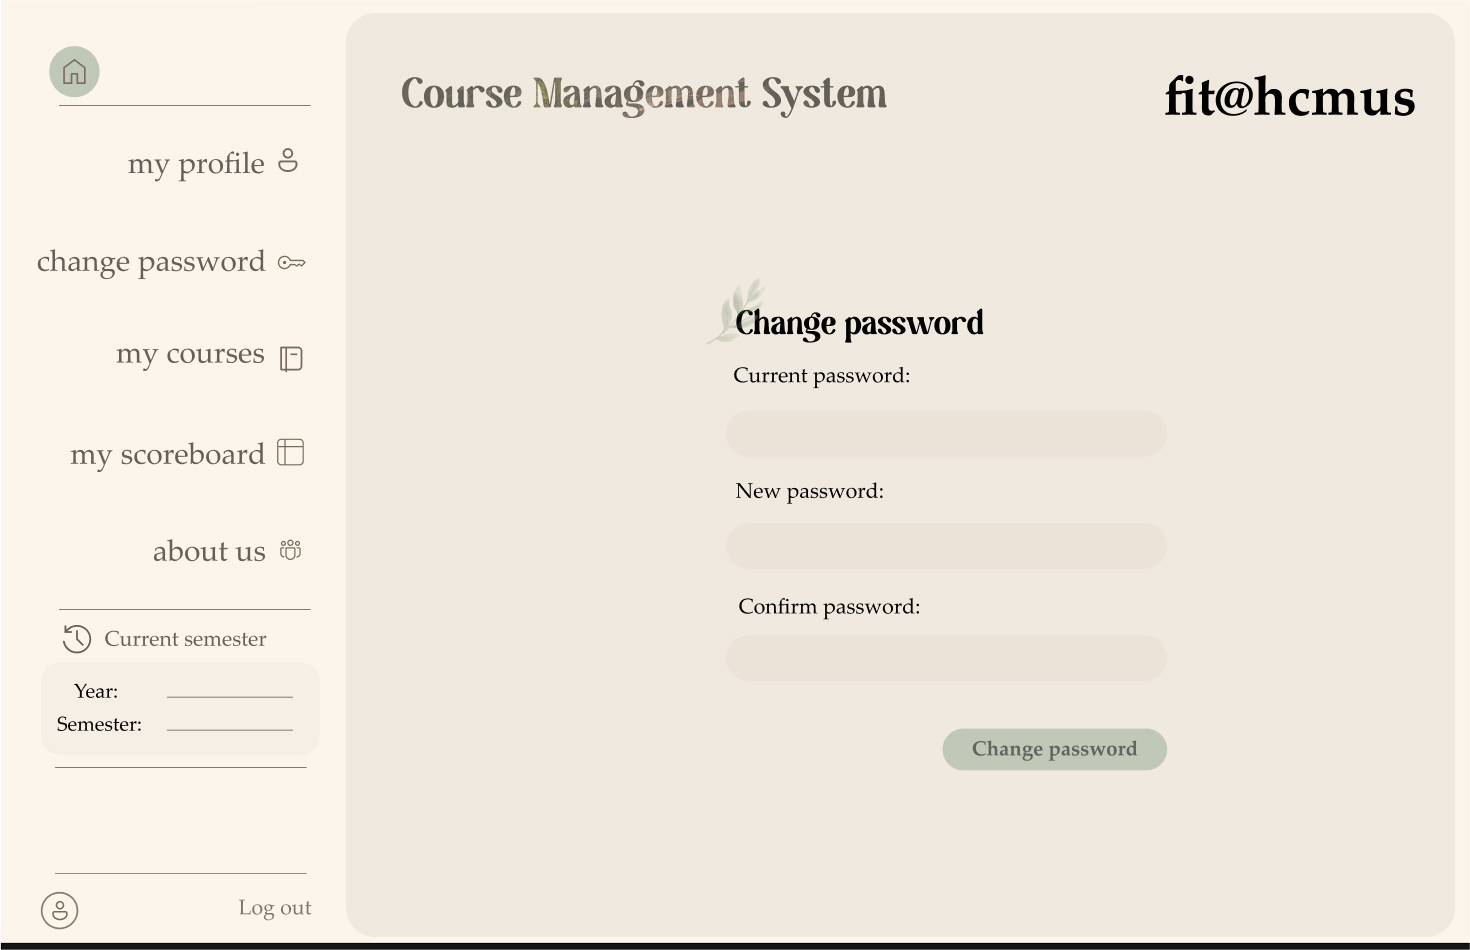 Course Management System
fit@hcmus
my profile
change password
my courses
my scoreboard
about us
Current semester
Year:
Semester:
Log out
Change password
Current password:
New password:
Confirm password:
Change password